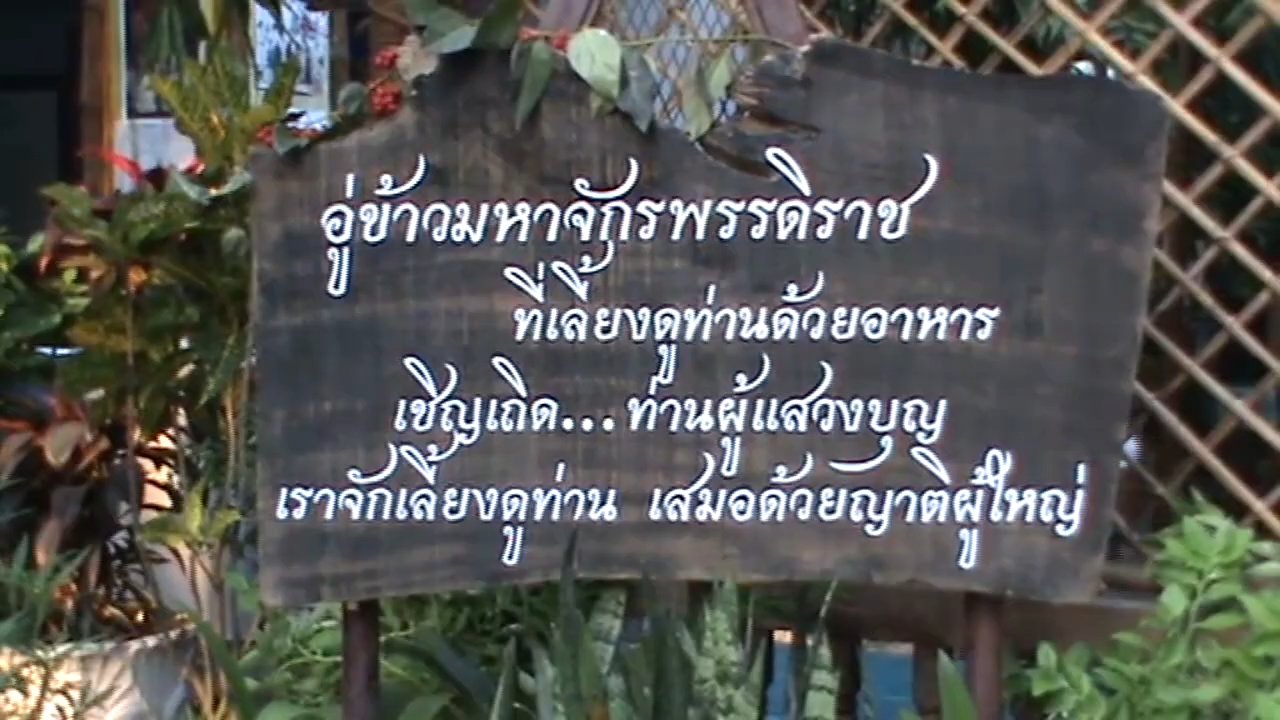 อู่ข้าวมหาจักรพรรดิราช
ที่เลี้ยงดูท่านด้วยอาหาร
เชิญเถิด...ท่านผู้แสวงบุญ
เราจักเลี้ยงดูท่าน เสมอด้วยญาติผู้ใหญ่